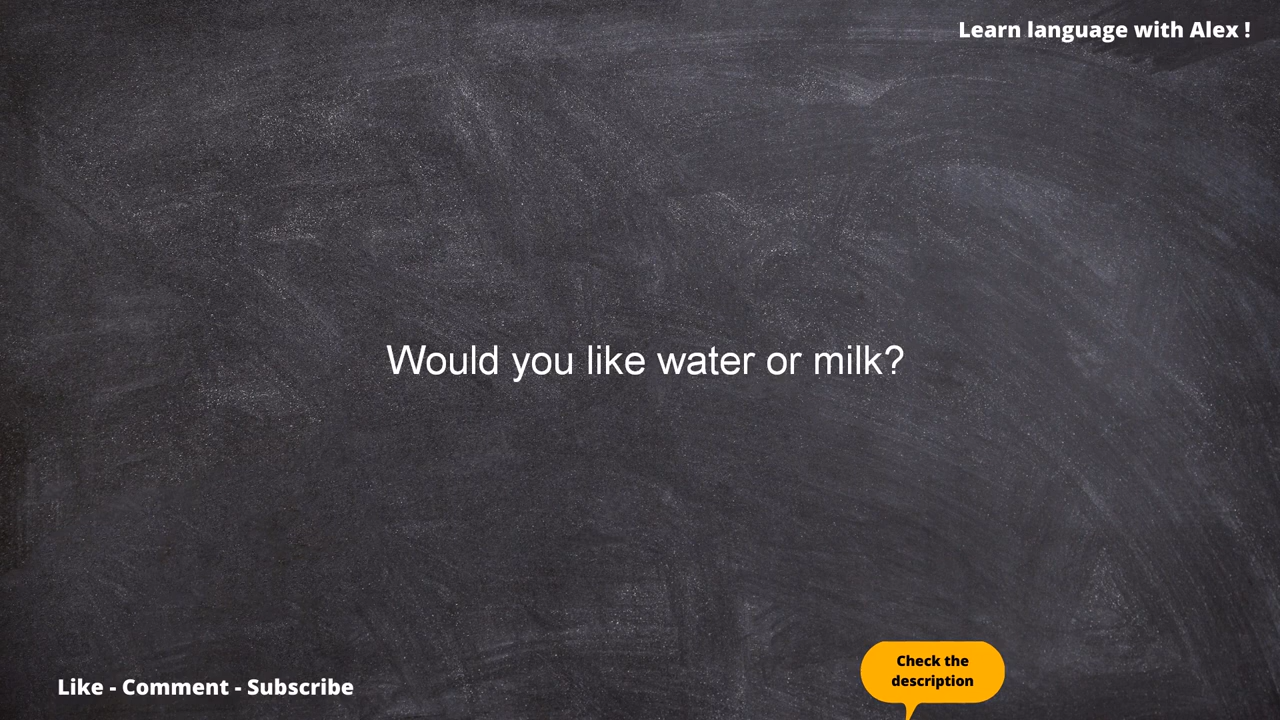 Learn language with Alex !
Would you like water or milk?
Like - Comment - Subscribe
Check the
description